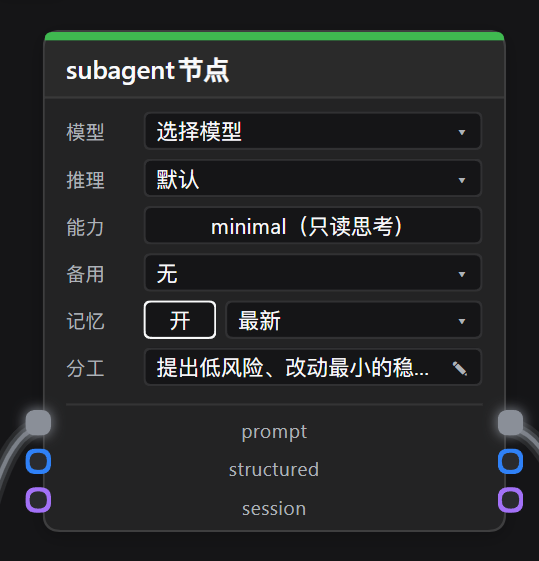 subagent节点
模型 选择模型
推理 默认
能力 minimal（只读思考）
备用 无
记忆 开 最新
分工 提出低风险、改动最小的稳...
prompt
structured
session